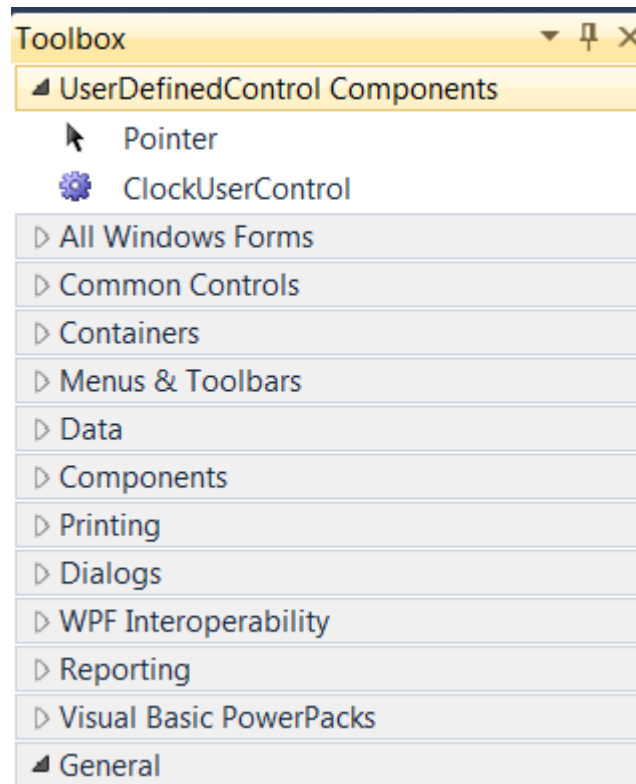 Toolbox
UserDefinedControl Components
Pointer
ClockUserControl
All Windows Forms
Common Controls
Containers
Menus & Toolbars
Data
Components
Printing
Dialogs
WPF Interoperability
Reporting
Visual Basic PowerPacks
General